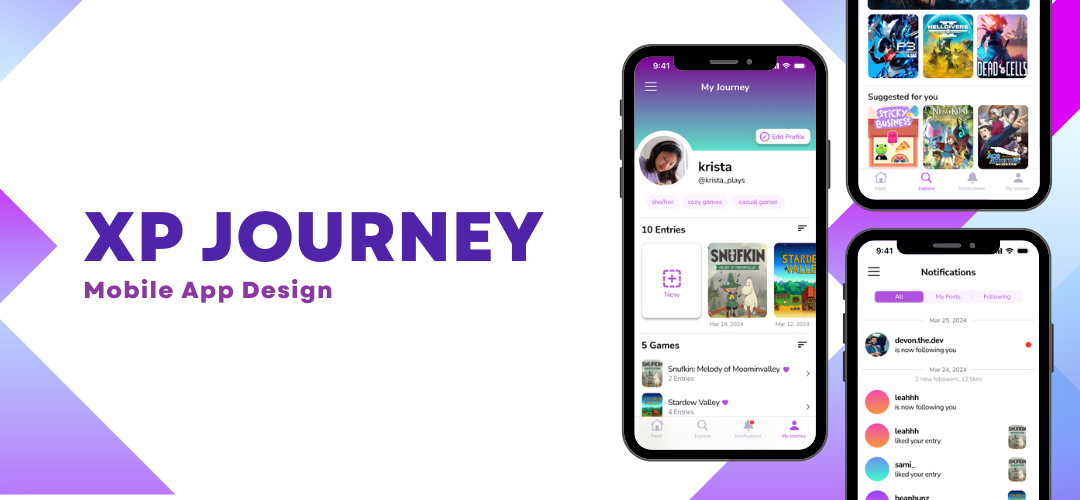 XP JOURNEY
Mobile App Design
9:41
My Journey
Edit Profile
krista
@krista_plays
she/her
cozy games
casual gamer
10 Entries
New
SNUFKIN
MELODY OF MOOMINVALLEY
STARDEW
VALLEY
Mar 14, 2024
Mar 12, 2024
5 Games
Snufkin: Melody of Moominvalley
2 Entries
Stardew Valley
4 Entries
Feed
Explore
Notifications
My Journey
P3
HELLDIVERS
DEAD CELLS
Suggested for you
STICKY
BUSINESS
Feed
Explore
Notifications
My Journey
9:41
Notifications
All
My Posts
Following
Mar 25, 2024
devon.the.dev
is now following you
Mar 24, 2024
2 new followers, 12 likes
leahhh
is now following you
leahhh
liked your entry
sami_
liked your entry
beanbunz